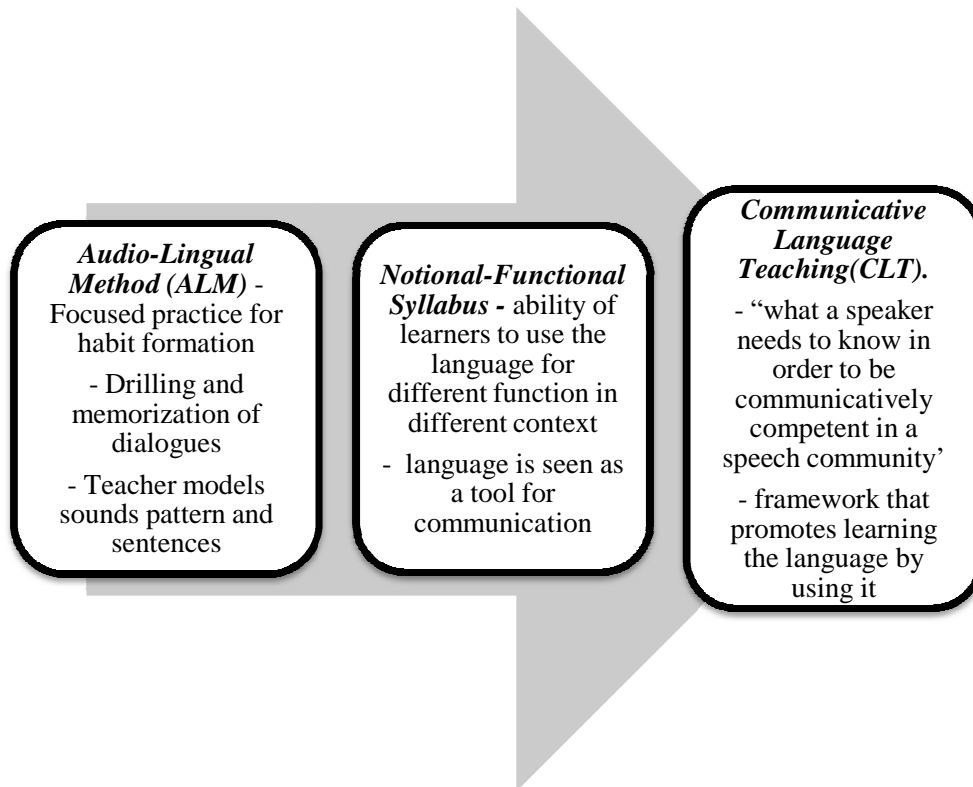 Audio-Lingual
Method (ALM) -
Focused practice for
habit formation
- Drilling and
memorization of
dialogues
- Teacher models
sounds pattern and
sentences
Notional-Functional
Syllabus - ability of
learners to use the
language for
different function in
different context
- language is seen as
a tool for
communication
Communicative
Language
Teaching(CLT).
- “what a speaker
needs to know in
order to be
communicatively
competent in a
speech community’
- framework that
promotes learning
the language by
using it